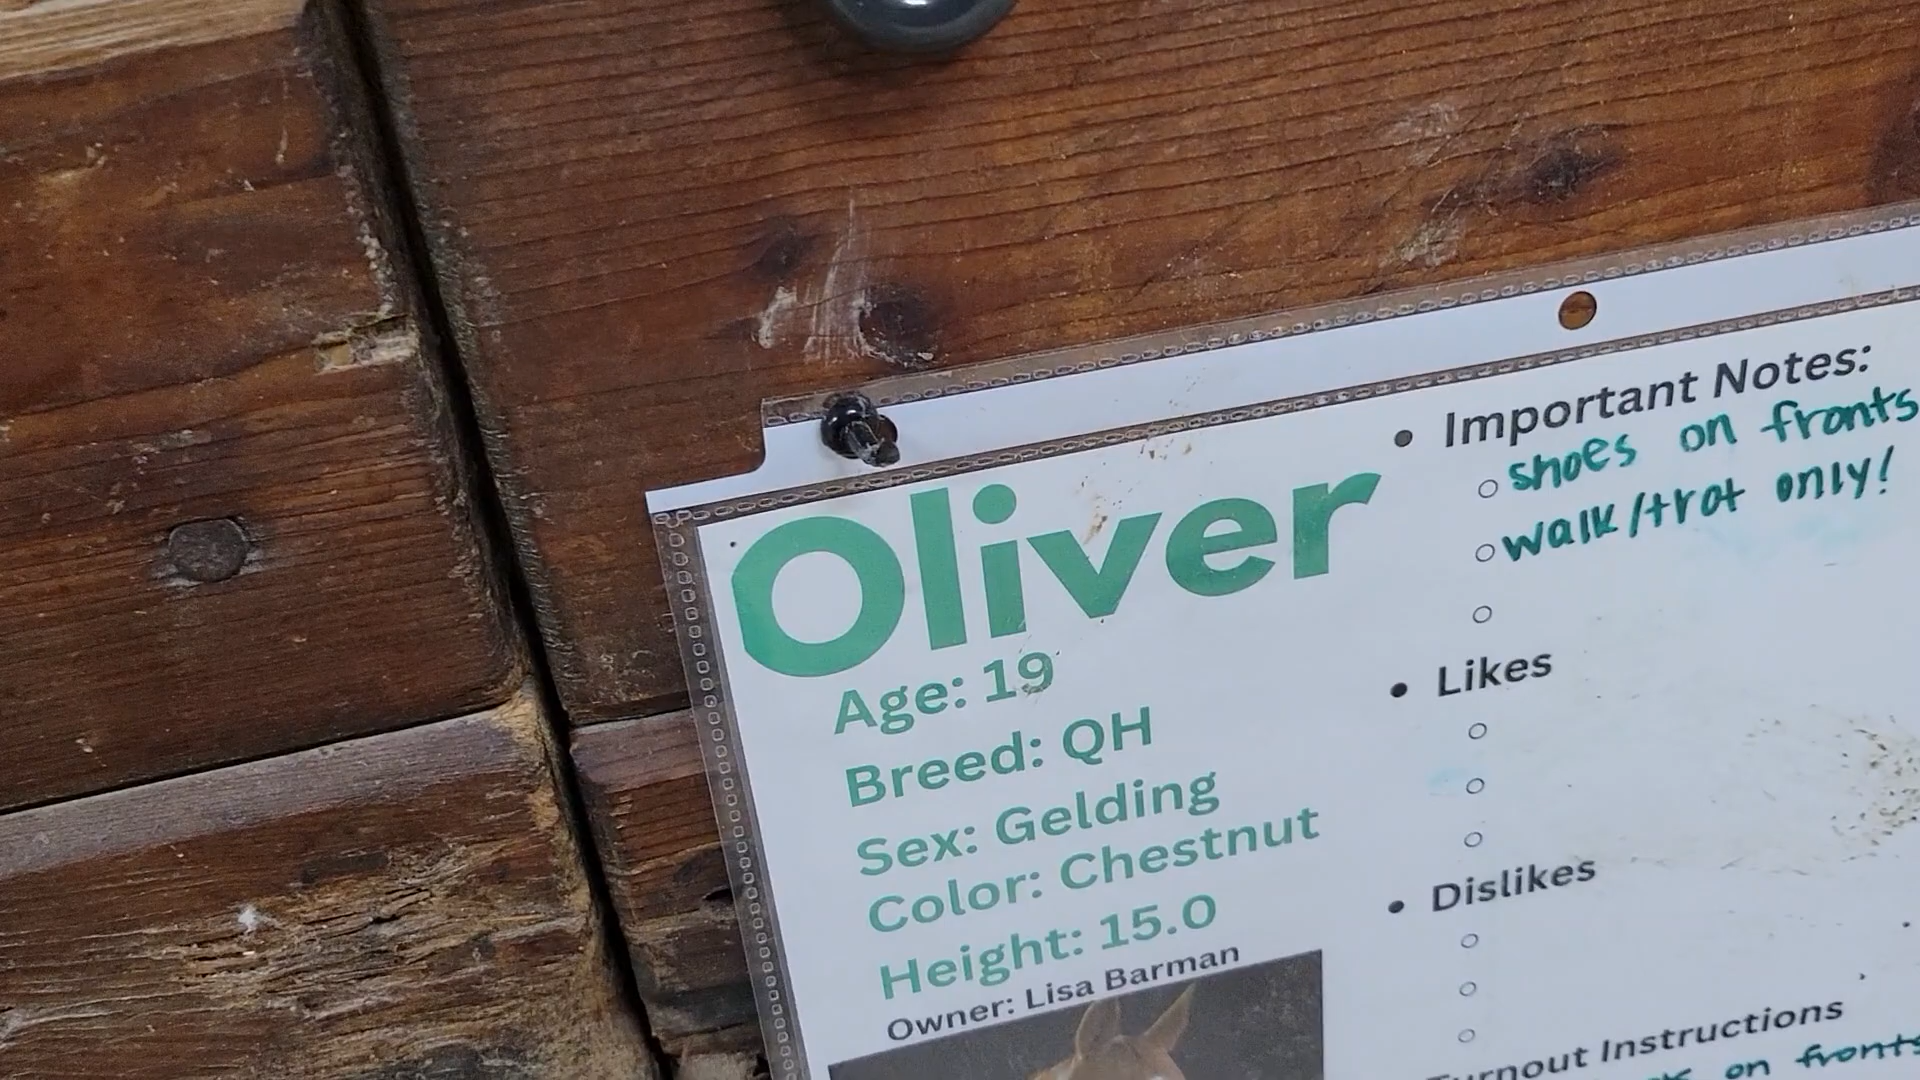 Oliver
Age: 19
Breed: QH
Sex: Gelding
Color: Chestnut
Height: 15.0
Owner: Lisa Barman
Important Notes:
shoes on fronts
walk/trot only!
Likes
Dislikes
Instructions
on fronts